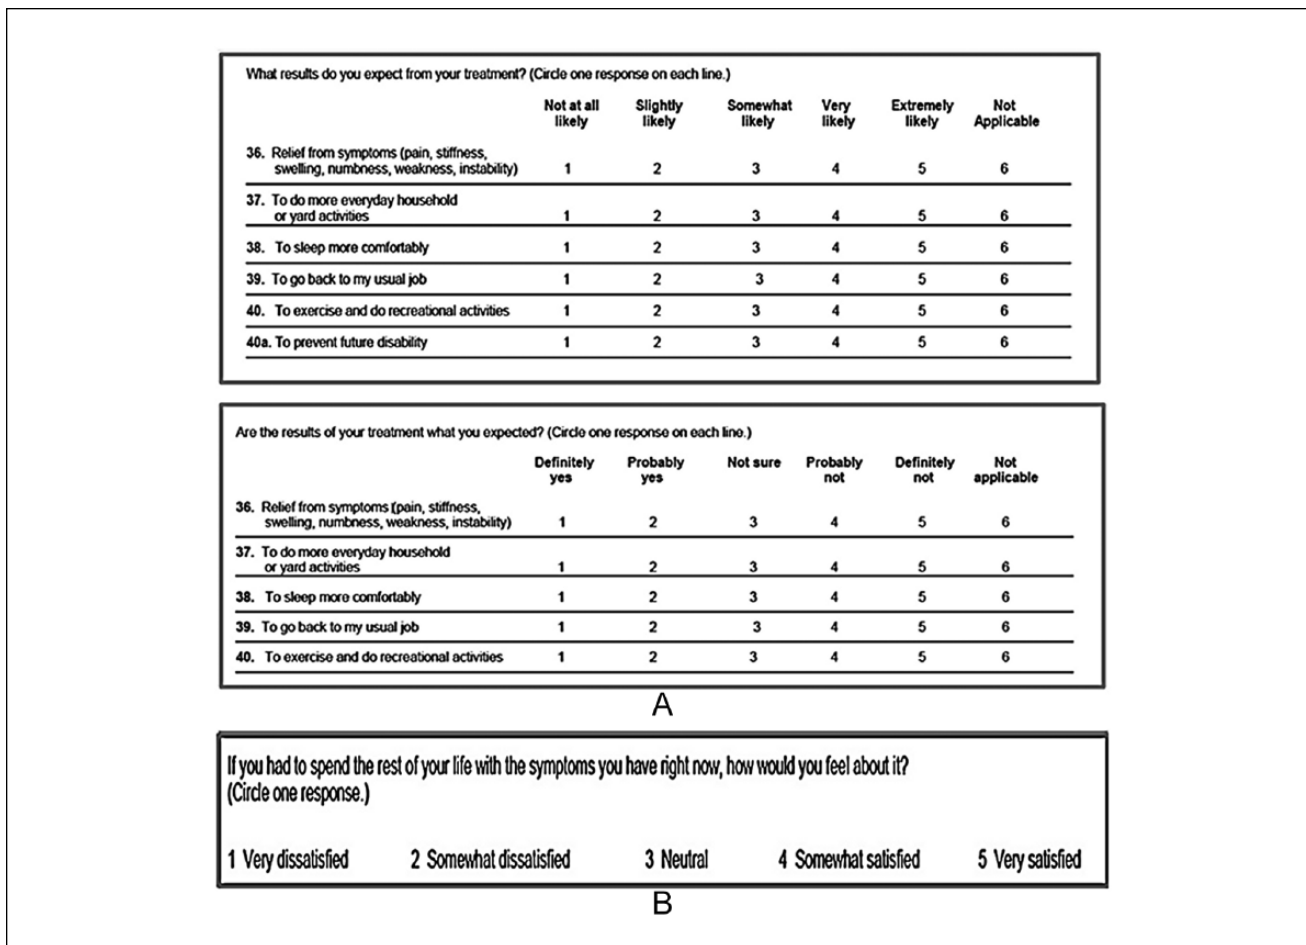 What results do you expect from your treatment? (Circle one response on each line.)
Not at all likely Slightly likely Somewhat likely Very likely Extremely likely Not Applicable
36. Relief from symptoms (pain, stiffness,
swelling, numbness, weakness, instability) 1 2 3 4 5 6
37. To do more everyday household
or yard activities 1 2 3 4 5 6
38. To sleep more comfortably 1 2 3 4 5 6
39. To go back to my usual job 1 2 3 4 5 6
40. To exercise and do recreational activities 1 2 3 4 5 6
40a. To prevent future disability 1 2 3 4 5 6
Are the results of your treatment what you expected? (Circle one response on each line.)
Definitely yes Probably yes Not sure Probably not Definitely not Not applicable
36. Relief from symptoms (pain, stiffness,
swelling, numbness, weakness, instability) 1 2 3 4 5 6
37. To do more everyday household
or yard activities 1 2 3 4 5 6
38. To sleep more comfortably 1 2 3 4 5 6
39. To go back to my usual job 1 2 3 4 5 6
40. To exercise and do recreational activities 1 2 3 4 5 6
A
If you had to spend the rest of your life with the symptoms you have right now, how would you feel about it?
(Circle one response.)
1 Very dissatisfied 2 Somewhat dissatisfied 3 Neutral 4 Somewhat satisfied 5 Very satisfied
B